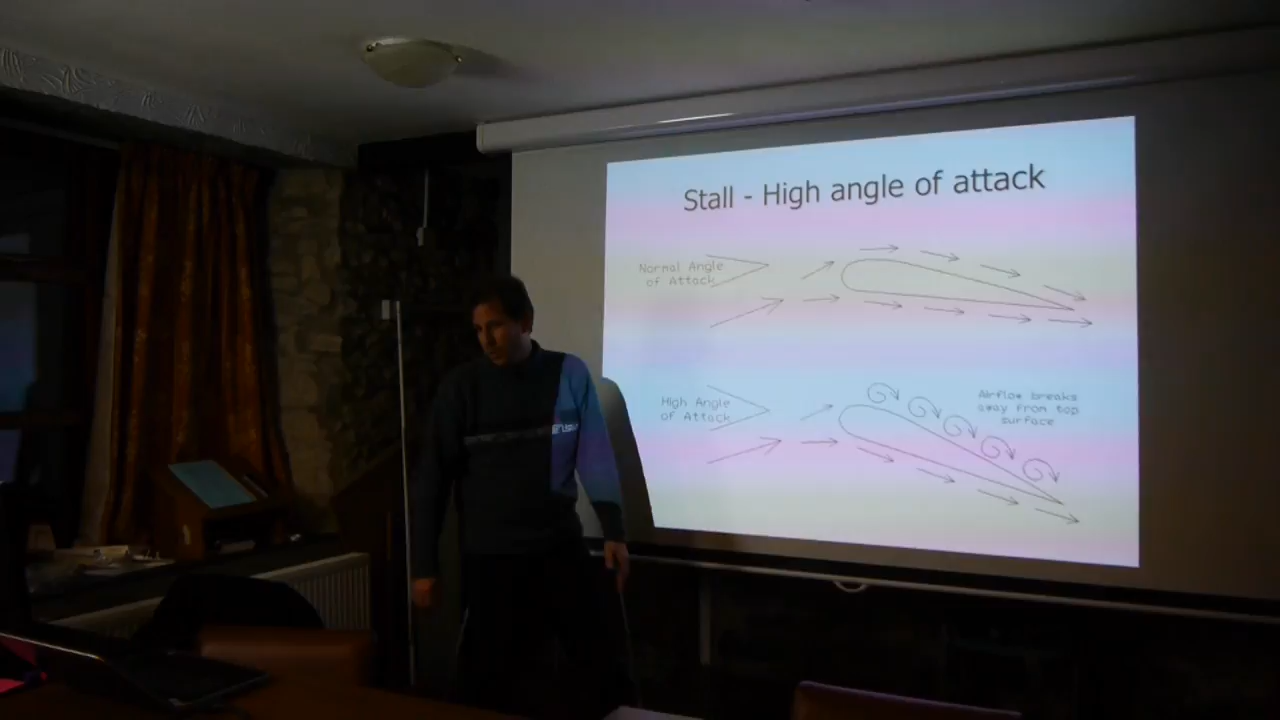 Stall - High angle of attack
Normal Angle
of Attack
High Angle
of Attack
Airflow breaks
away from top
surface